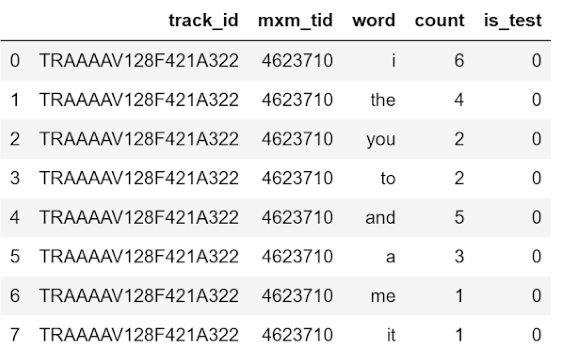 track_id mxm_tid word count is_test
0 TRAAAAV128F421A322 4623710 i 6 0
1 TRAAAAV128F421A322 4623710 the 4 0
2 TRAAAAV128F421A322 4623710 you 2 0
3 TRAAAAV128F421A322 4623710 to 2 0
4 TRAAAAV128F421A322 4623710 and 5 0
5 TRAAAAV128F421A322 4623710 a 3 0
6 TRAAAAV128F421A322 4623710 me 1 0
7 TRAAAAV128F421A322 4623710 it 1 0